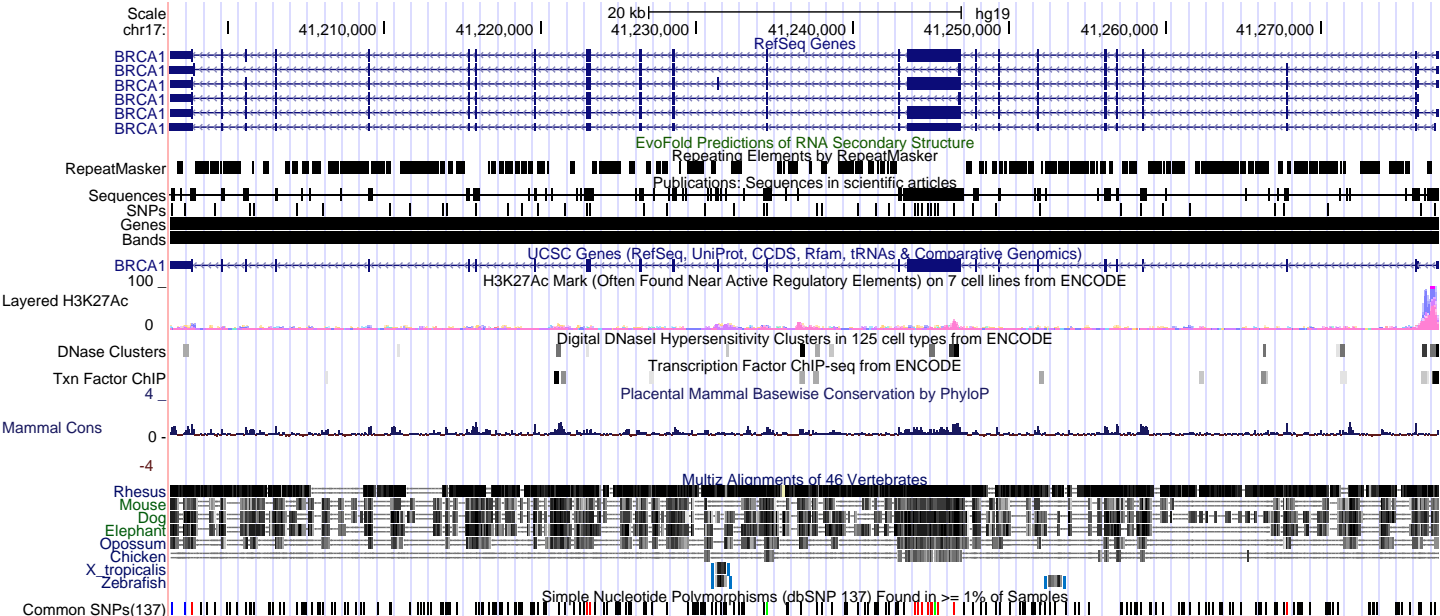 Scale 20 kb hg19
chr17: 41,210,000 41,220,000 41,230,000 41,240,000 41,250,000 41,260,000 41,270,000
RefSeq Genes
BRCA1
BRCA1
BRCA1
BRCA1
BRCA1
BRCA1
EvoFold Predictions of RNA Secondary Structure
Repeating Elements by RepeatMasker
RepeatMasker
Publications: Sequences in scientific articles
Sequences
SNPs
Genes
Bands
UCSC Genes (RefSeq, UniProt, CCDS, Rfam, tRNAs & Comparative Genomics)
BRCA1
H3K27Ac Mark (Often Found Near Active Regulatory Elements) on 7 cell lines from ENCODE
100 _
Layered H3K27Ac
0
Digital DNaseI Hypersensitivity Clusters in 125 cell types from ENCODE
DNase Clusters
Transcription Factor ChIP-seq from ENCODE
Txn Factor ChIP
Placental Mammal Basewise Conservation by PhyloP
4 _
Mammal Cons
0 -
-4
Multiz Alignments of 46 Vertebrates
Rhesus
Mouse
Dog
Elephant
Opossum
Chicken
X_tropicalis
Zebrafish
Simple Nucleotide Polymorphisms (dbSNP 137) Found in >= 1% of Samples
Common SNPs(137)